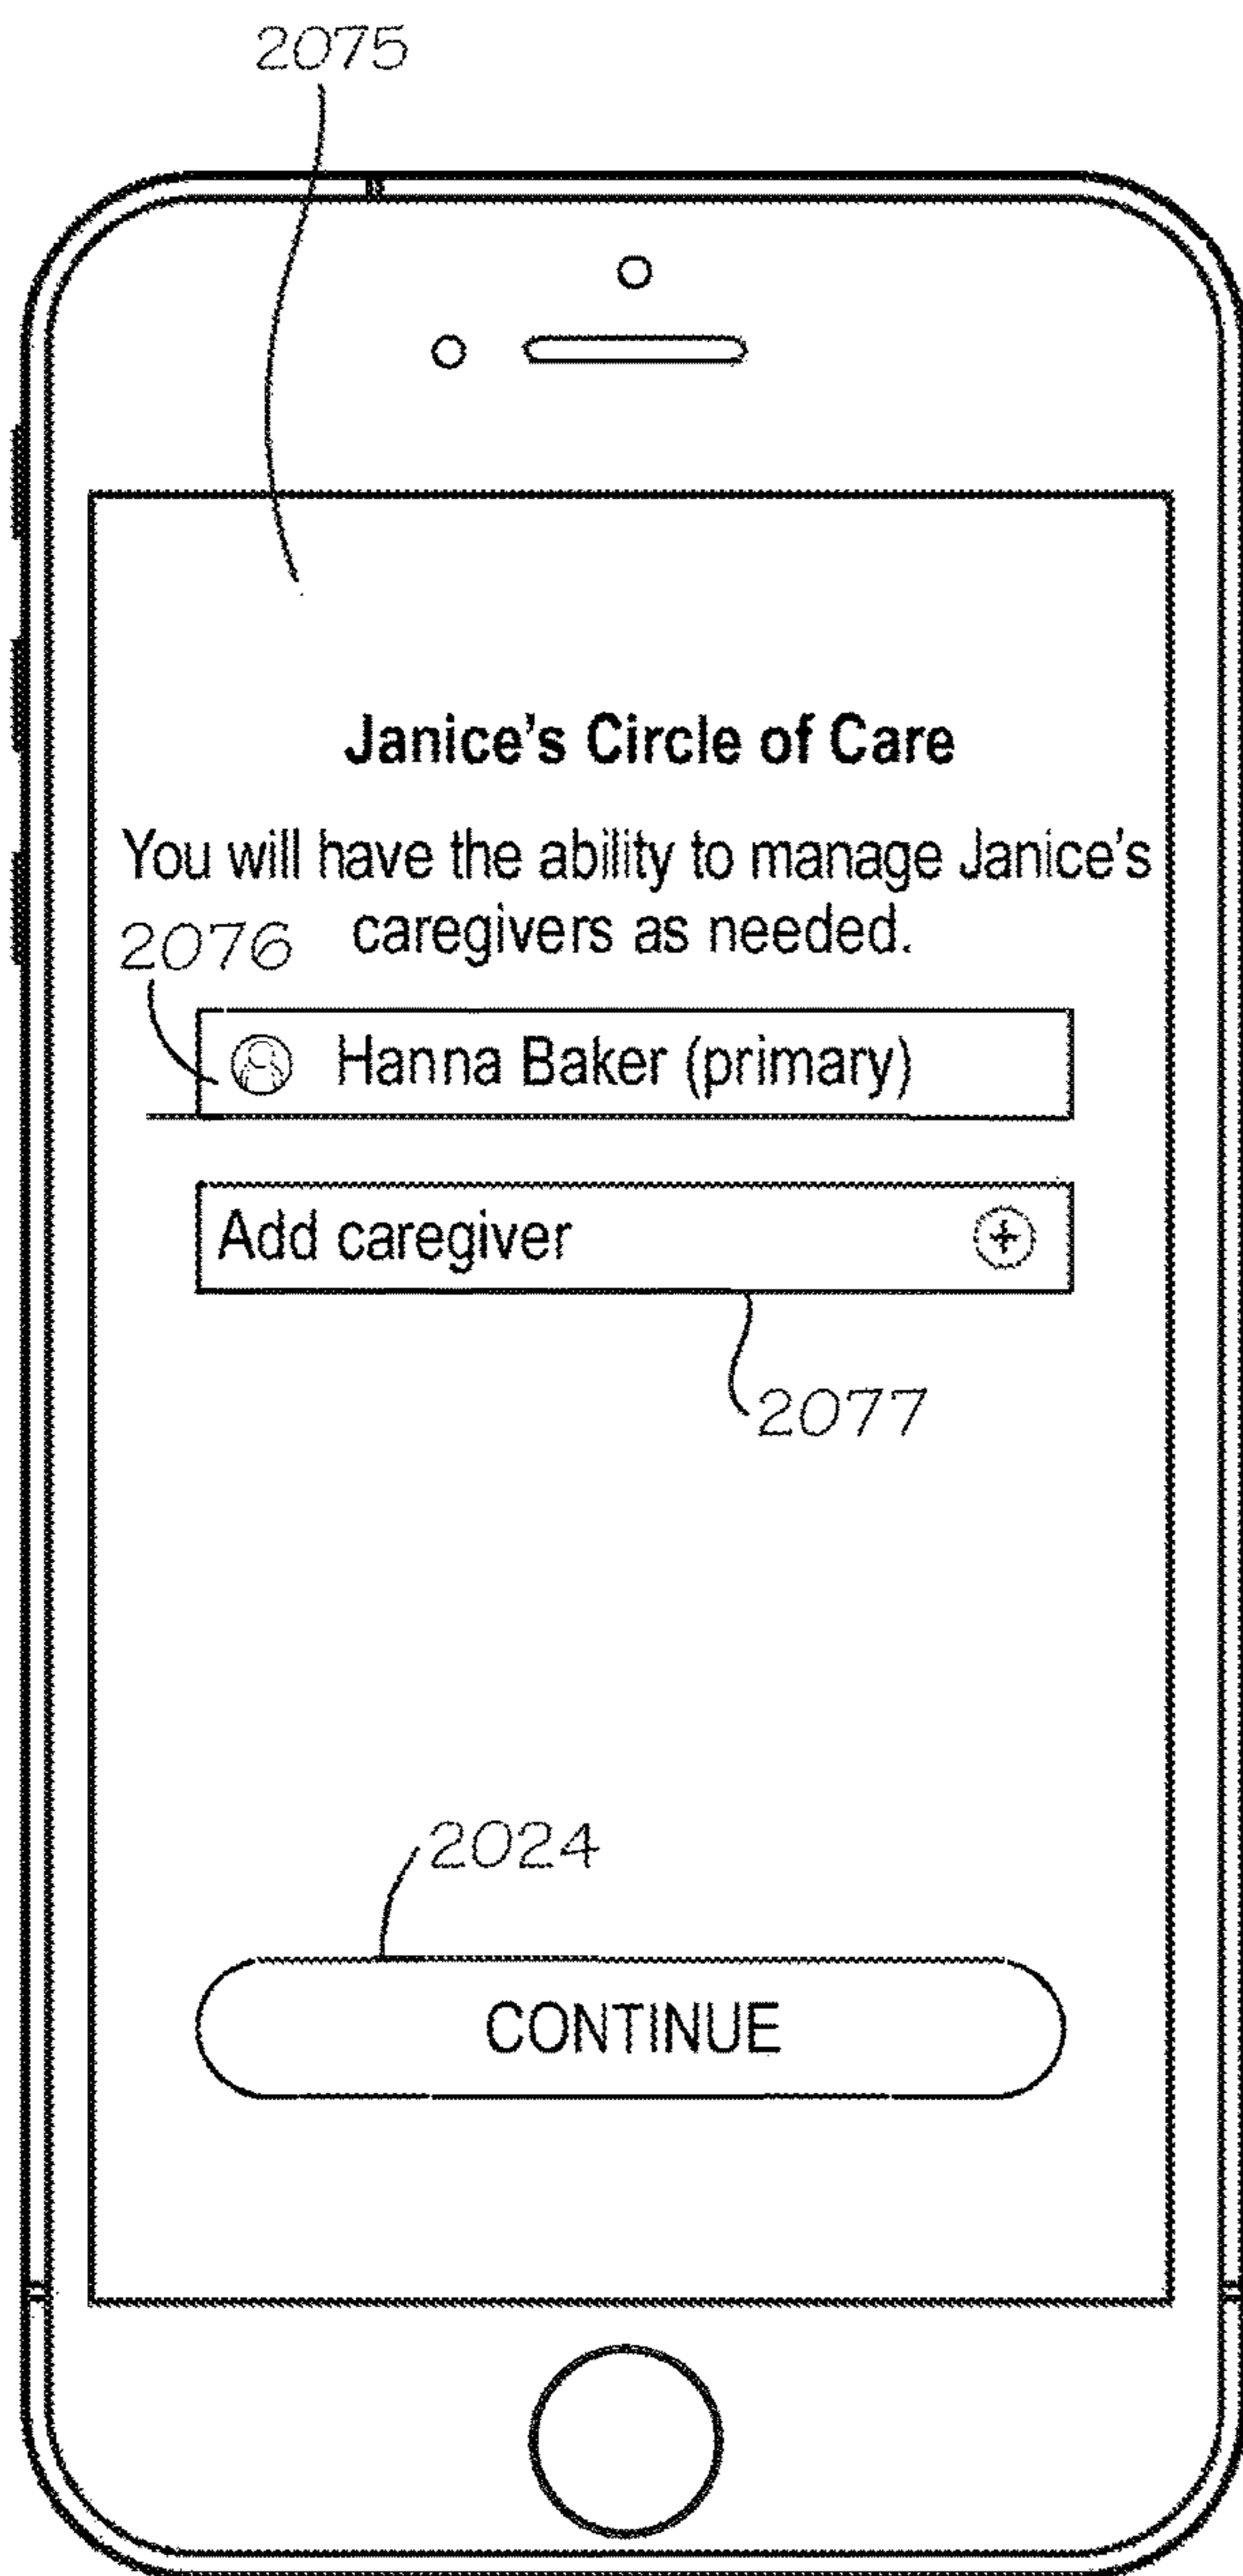 2075
Janice's Circle of Care
You will have the ability to manage Janice's
caregivers as needed.
2076
Hanna Baker (primary)
Add caregiver
2077
2024
CONTINUE